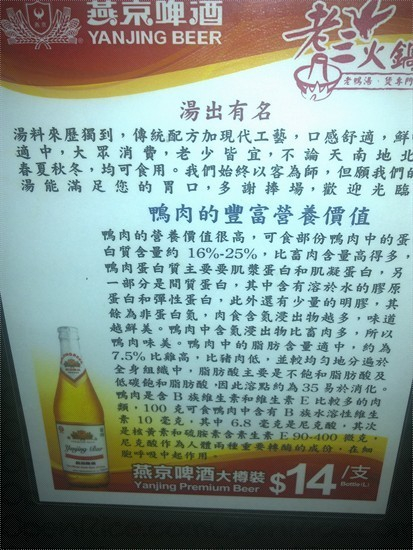 燕京啤酒
YANJING BEER
老三火鍋
老鴨湯·煲專門
湯出有名
湯料來歷獨到，傳統配方加現代工藝，口感舒適，鮮
適中，大眾消費，老少皆宜，不論天南地北
春夏秋冬，均可食用。我們始終以客為師，但願我們的
湯能滿足您的胃口，多謝捧場，歡迎光臨
鴨肉的豐富營養價值
鴨肉的營養價值很高，可食部份鴨肉中的蛋
白質含量約16%-25%，比畜肉含量高得多，
鴨肉蛋白質主要要肌漿蛋白和肌凝蛋白，另
一部分是間質蛋白，其中含有溶於水的膠原
蛋白和彈性蛋白，此外還有少量的明膠，其
餘為非蛋白氮，肉食含氮浸出物越多，味道
越鮮美。鴨肉中含氮浸出物比畜肉多，所以
鴨肉味美。鴨肉中的脂肪含量適中，約為
7.5%比雞高，比豬肉低，並較均勻地分遍於
全身組織中，脂肪酸主要是不飽和脂肪酸及
低碳飽和脂肪酸，因此溶點約為35易於消化。
鴨肉是含B族維生素和維生素E比較多的肉
類，100克可食鴨肉中含有B族水溶性維生
素10毫克，其中6.8毫克是尼克酸，其次
是核黃素和硫胺素含素生素E90-400微克，
尼克酸作為人體兩種重要輔酶的成份，在細
胞呼吸中起作用。
Yanjing Beer
燕京啤酒大樽裝
Yanjing Premium Beer
$14/支
Bottle(L)